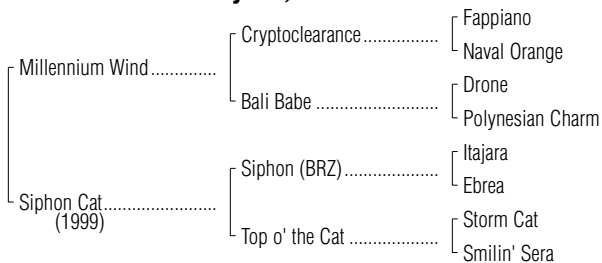 Fappiano
Cryptoclearance................
Naval Orange
Millennium Wind.............
Drone
Bali Babe ..........................
Polynesian Charm
Itajara
Siphon (BRZ)....................
Ebrea
Siphon Cat.......................
(1999)
Storm Cat
Top o' the Cat ...................
Smilin' Sera